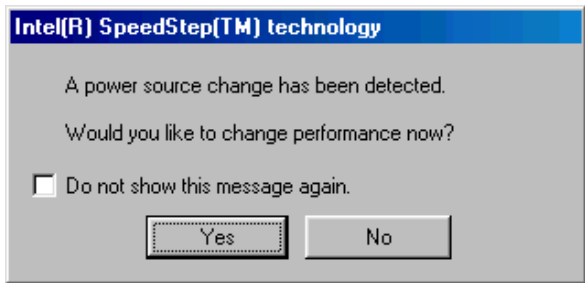 Intel(R) SpeedStep(TM) technology
A power source change has been detected.
Would you like to change performance now?
Do not show this message again.
Yes No